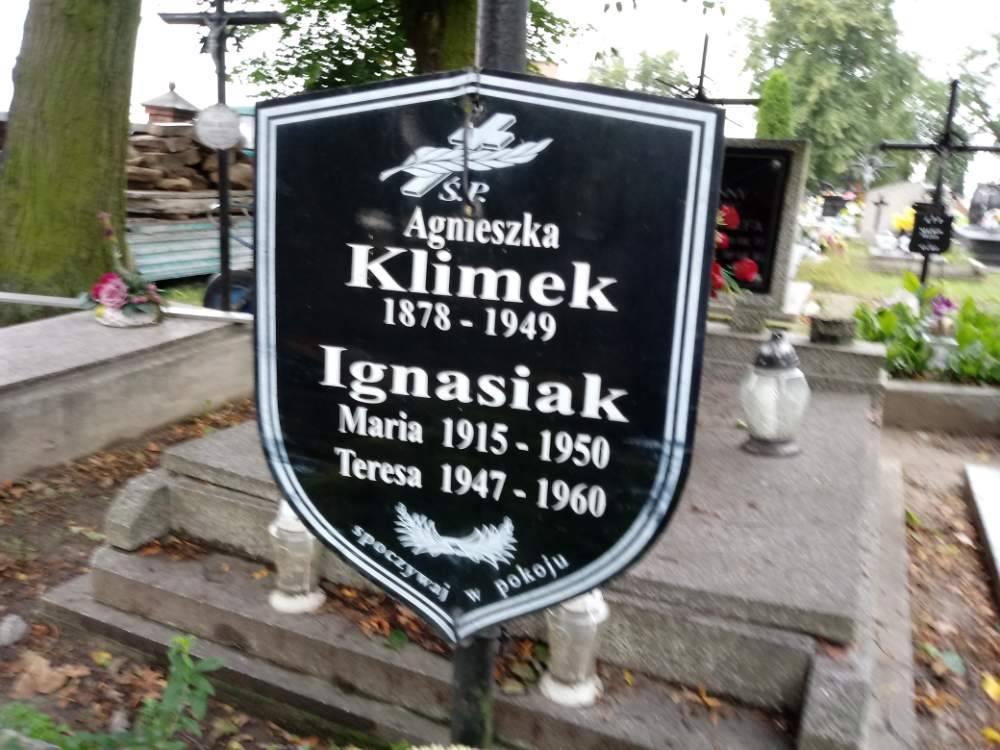 Ś.P.
Agnieszka
Klimek
1878 - 1949
Ignasiak
Maria 1915 - 1950
Teresa 1947 - 1960
spoczywaj w pokoju